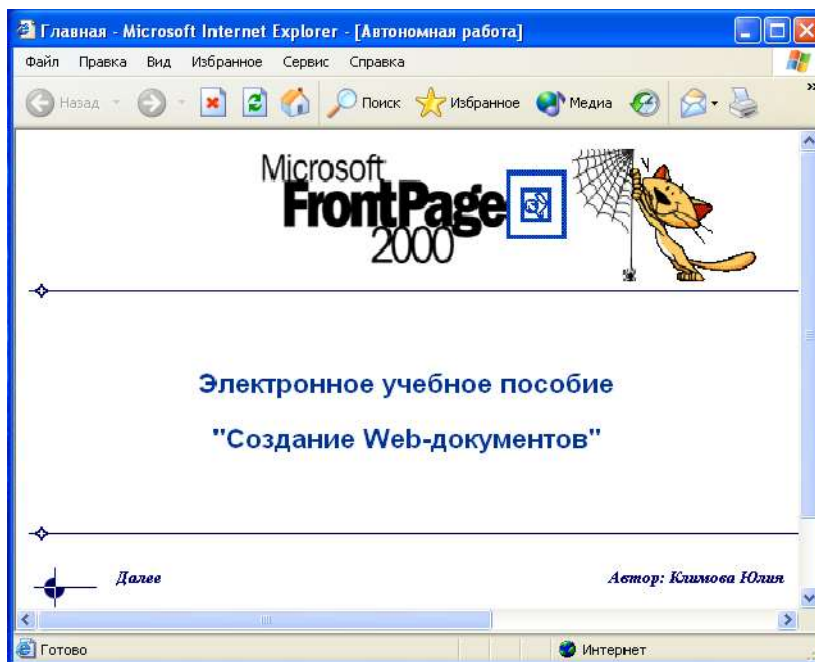 Главная - Microsoft Internet Explorer - [Автономная работа]
Файл Правка Вид Избранное Сервис Справка
Назад Поиск Избранное Медиа »
Microsoft
FrontPage
2000
Электронное учебное пособие
"Создание Web-документов"
Далее Автор: Климова Юлия
Готово Интернет